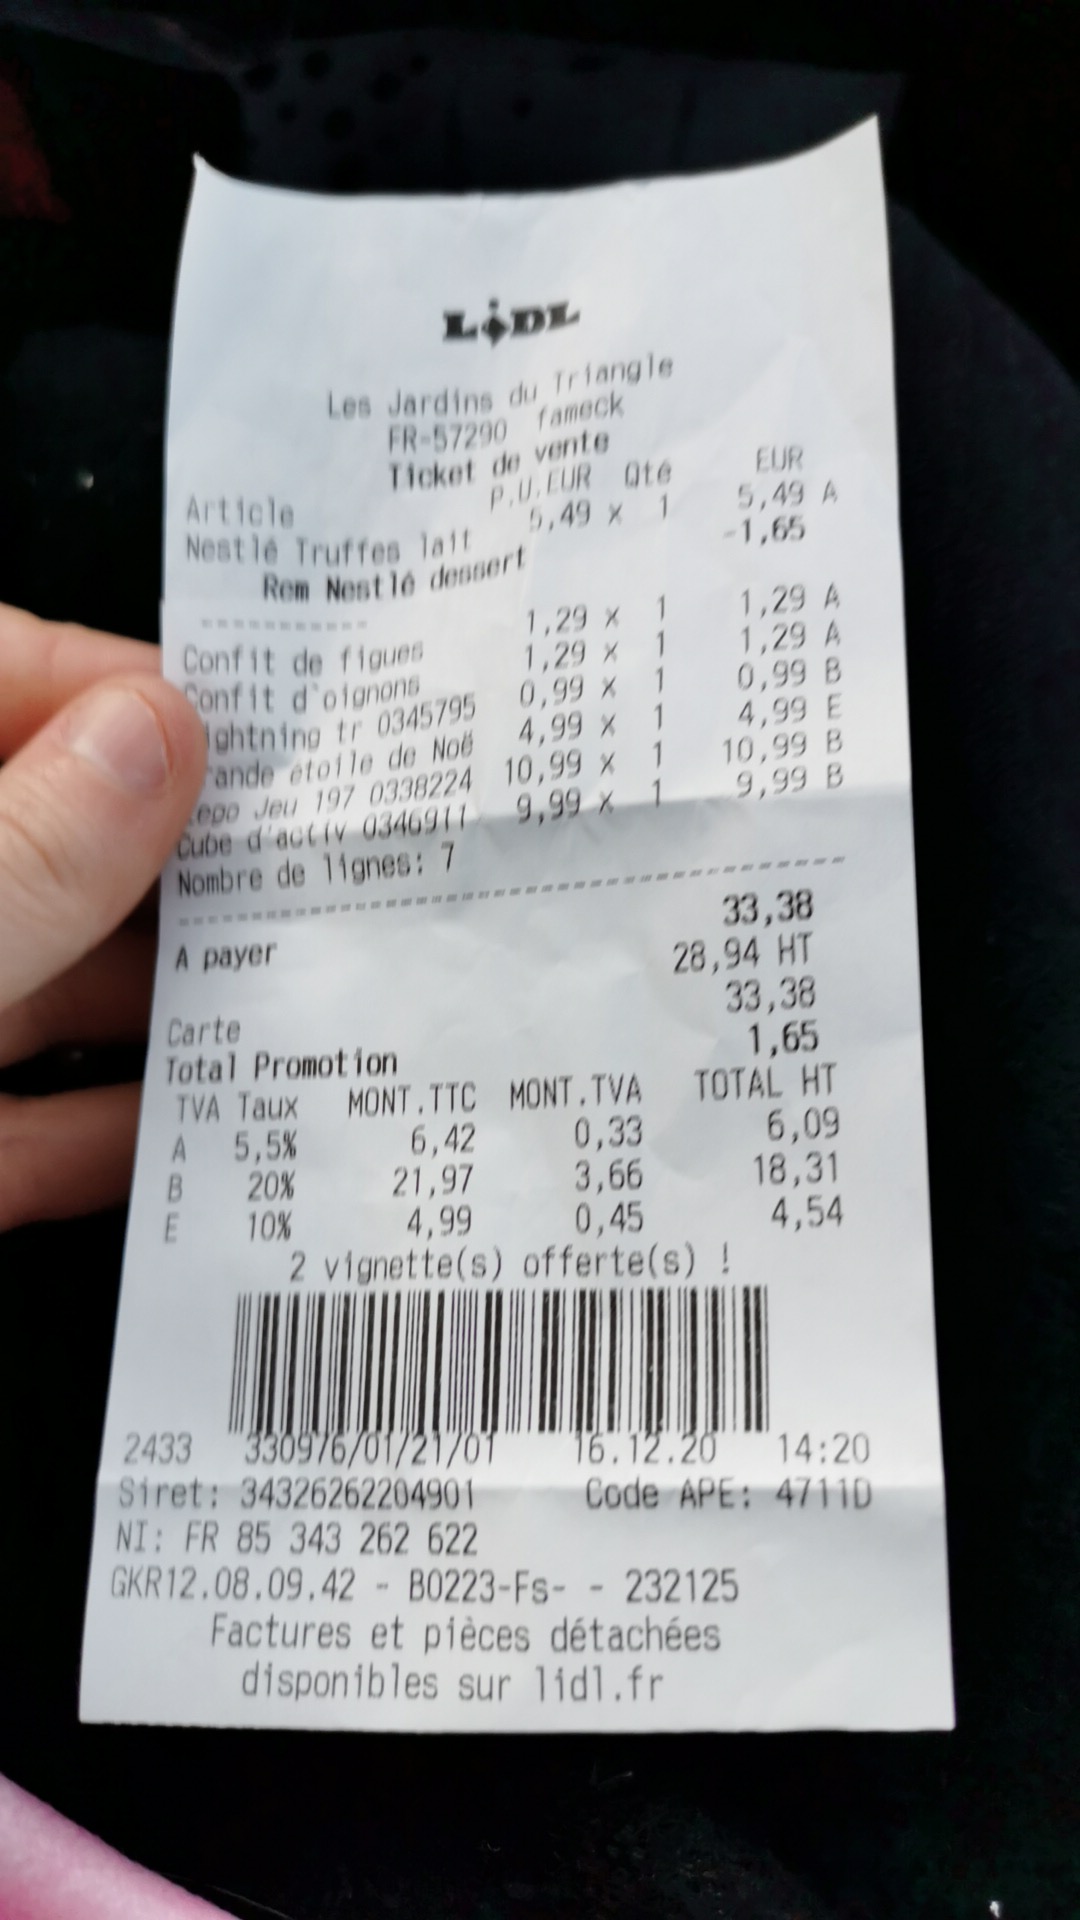 LiDL
Les Jardins du Triangle
FR-57290 fameck
Ticket de vente
Article P.U.EUR Qté EUR
Nestlé Truffes lait 5,49 x 1 5,49 A
Rem Nestlé dessert -1,65
-----------
Confit de figues 1,29 x 1 1,29 A
Confit d'oignons 1,29 x 1 1,29 A
ightning tr 0345795 0,99 x 1 0,99 B
rande étoile de Noë 4,99 x 1 4,99 E
Lego Jeu 197 0338224 10,99 x 1 10,99 B
Cube d'activ 0346911 9,99 x 1 9,99 B
Nombre de lignes: 7
A payer 33,38
28,94 HT
Carte 33,38
Total Promotion 1,65
TVA Taux MONT.TTC MONT.TVA TOTAL HT
A 5,5% 6,42 0,33 6,09
B 20% 21,97 3,66 18,31
E 10% 4,99 0,45 4,54
2 vignette(s) offerte(s) !
2433 330976/01/21/01 16.12.20 14:20
Siret: 34326262204901 Code APE: 4711D
NI: FR 85 343 262 622
GKR12.08.09.42 - B0223-Fs- - 232125
Factures et pièces détachées
disponibles sur lidl.fr